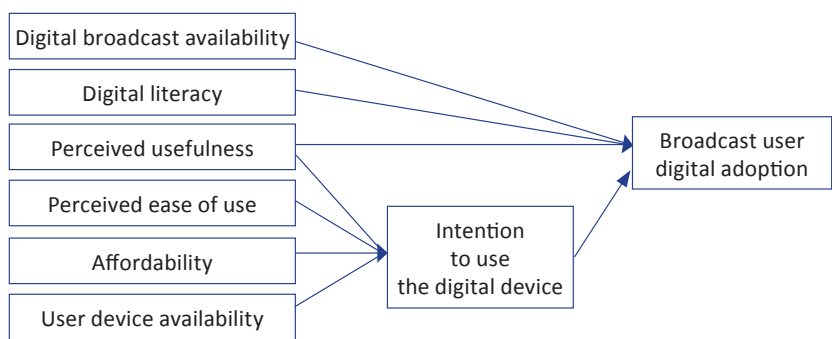 Digital broadcast availability
Digital literacy
Perceived usefulness
Perceived ease of use
Affordability
User device availability
Intention
to use
the digital device
Broadcast user
digital adoption